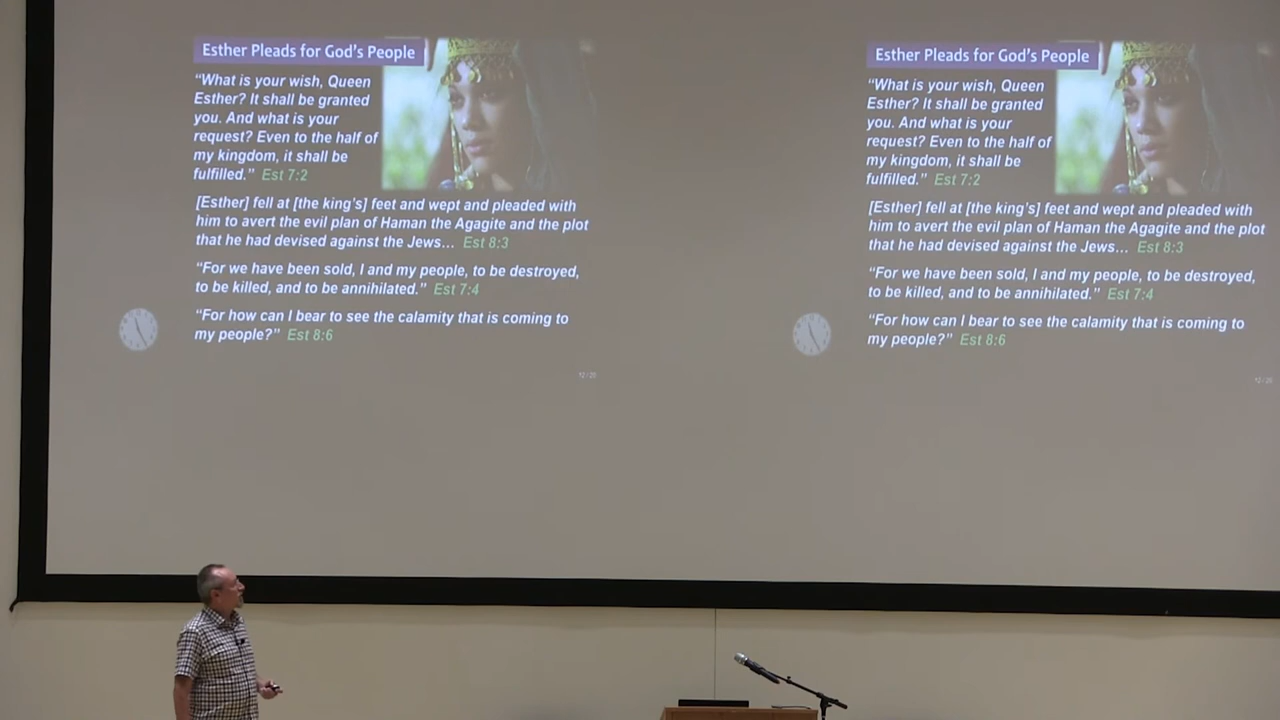 Esther Pleads for God's People
“What is your wish, Queen
Esther? It shall be granted
you. And what is your
request? Even to the half of
my kingdom, it shall be
fulfilled.” Est 7:2
[Esther] fell at [the king's] feet and wept and pleaded with
him to avert the evil plan of Haman the Agagite and the plot
that he had devised against the Jews... Est 8:3
“For we have been sold, I and my people, to be destroyed,
to be killed, and to be annihilated.” Est 7:4
“For how can I bear to see the calamity that is coming to
my people?” Est 8:6
Esther Pleads for God's People
“What is your wish, Queen
Esther? It shall be granted
you. And what is your
request? Even to the half of
my kingdom, it shall be
fulfilled.” Est 7:2
[Esther] fell at [the king's] feet and wept and pleaded with
him to avert the evil plan of Haman the Agagite and the plot
that he had devised against the Jews... Est 8:3
“For we have been sold, I and my people, to be destroyed,
to be killed, and to be annihilated.” Est 7:4
“For how can I bear to see the calamity that is coming to
my people?” Est 8:6